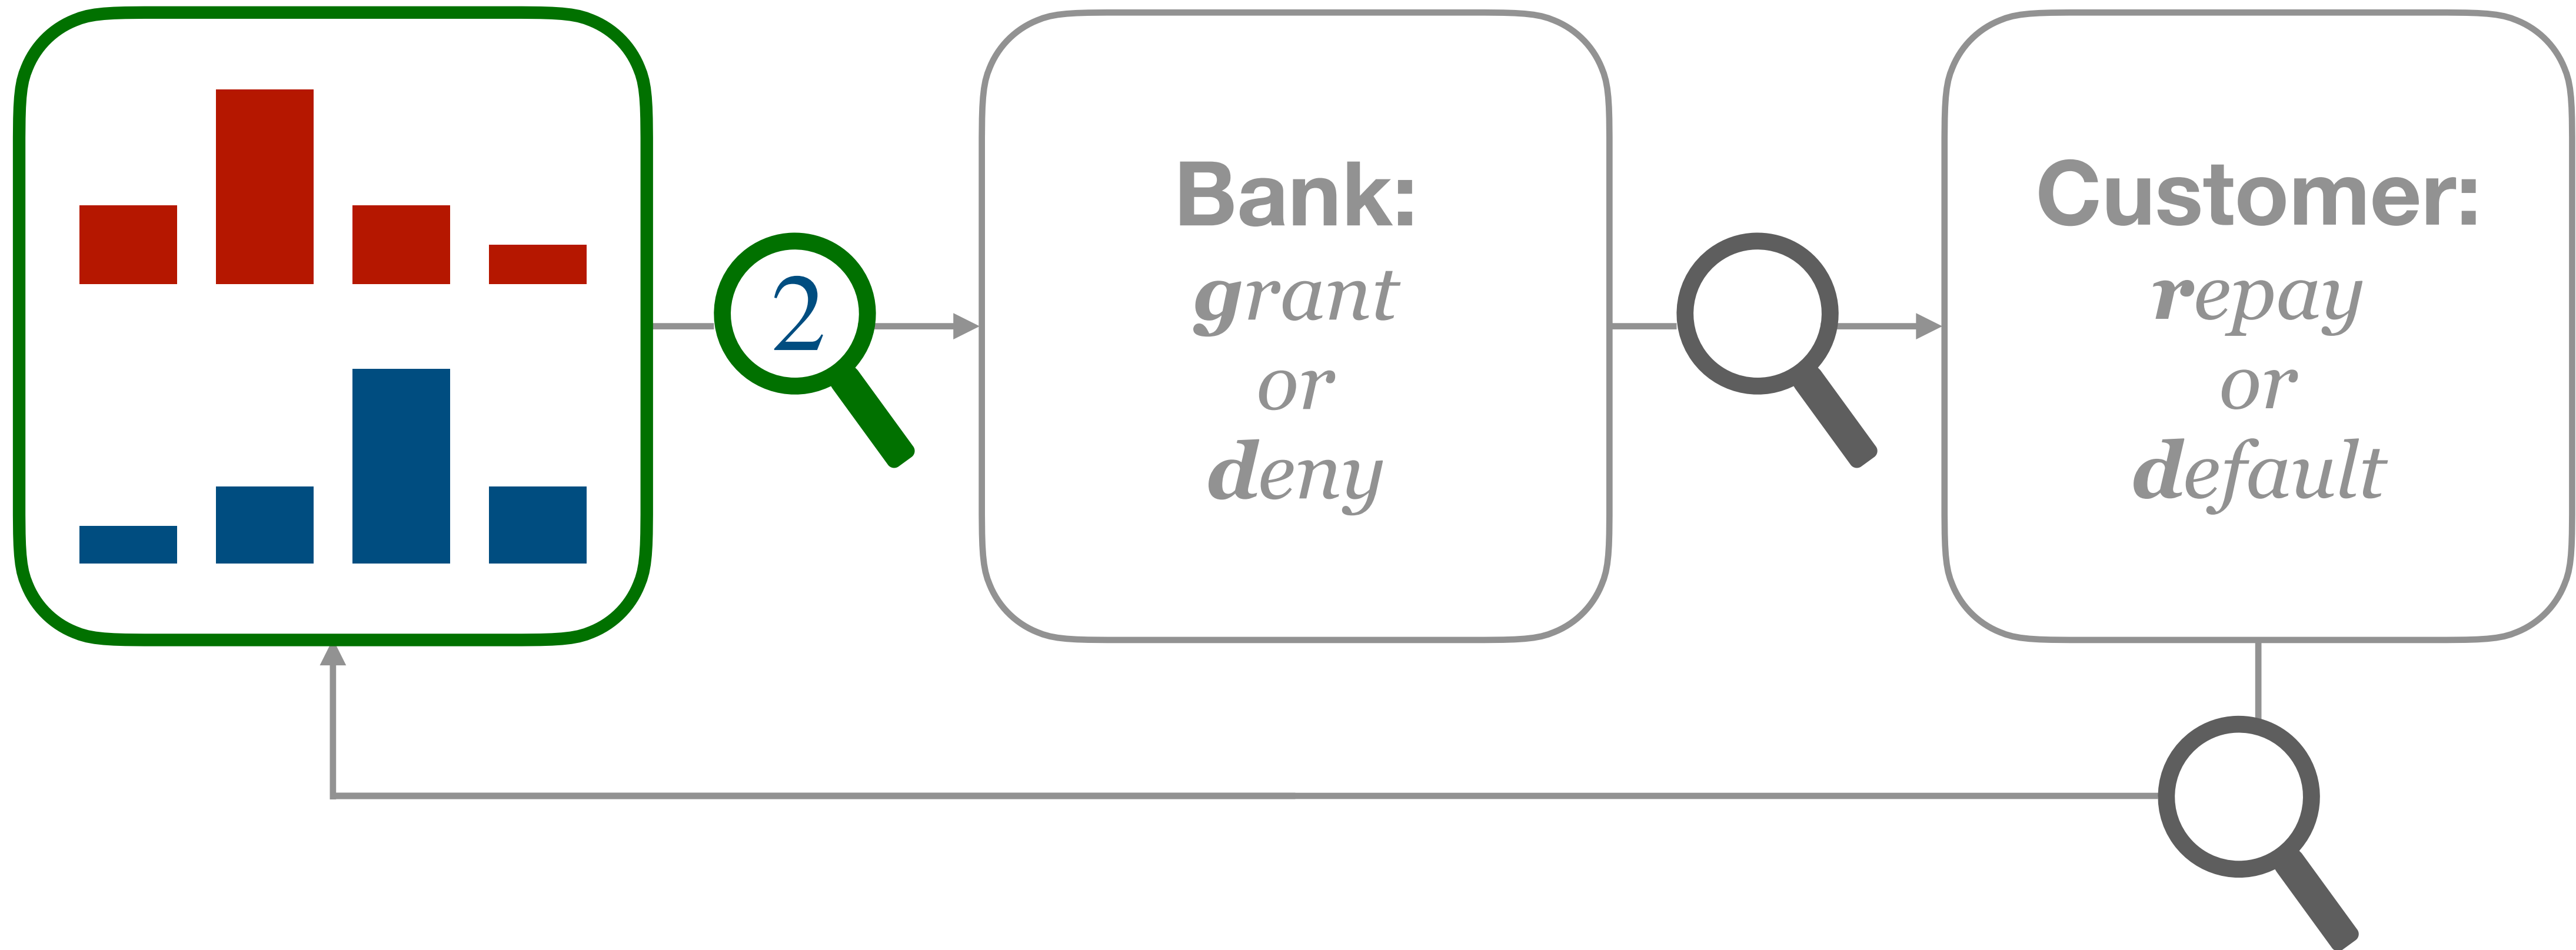 2
Bank:
grant
or
deny
Customer:
repay
or
default